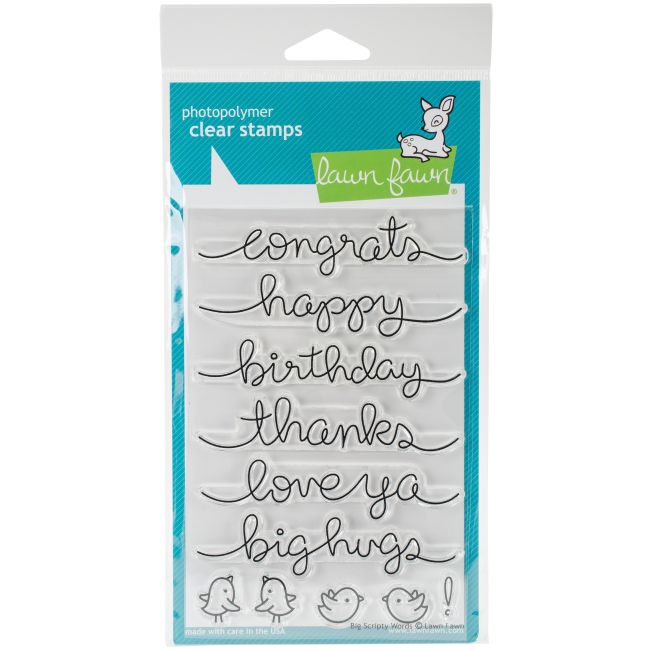 photopolymer
clear stamps
lawn fawn®
congrats
happy
birthday
thanks
love ya
big hugs
!
Big Scripty Words © Lawn Fawn
made with care in the USA
www.lawnfawn.com